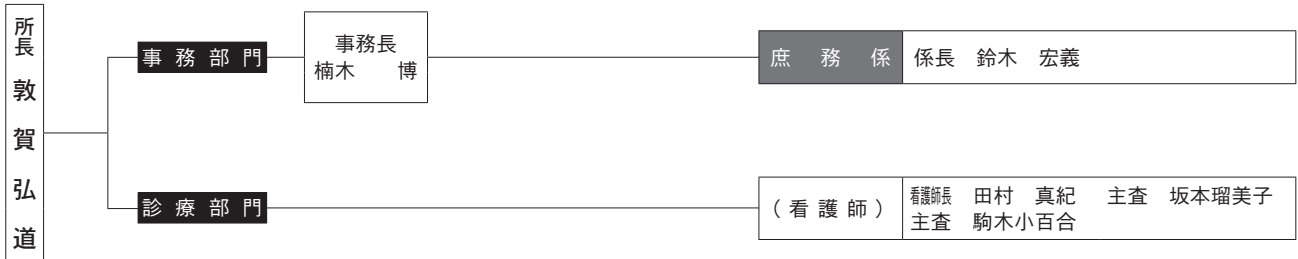 所長 敦賀弘道
事務部門
事務長
楠木 博
庶務係
係長 鈴木 宏義
診療部門
（看護師）
看護師長 田村 真紀 主査 坂本瑠美子
主査 駒木小百合